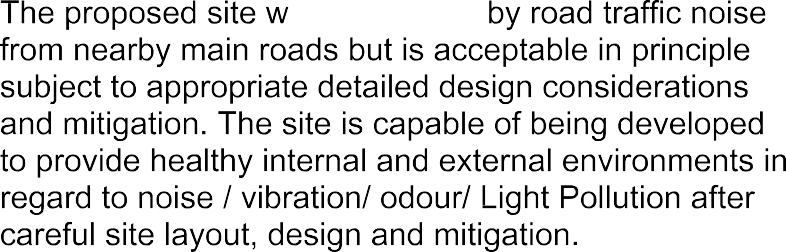 The proposed site w by road traffic noise
from nearby main roads but is acceptable in principle
subject to appropriate detailed design considerations
and mitigation. The site is capable of being developed
to provide healthy internal and external environments in
regard to noise / vibration/ odour/ Light Pollution after
careful site layout, design and mitigation.